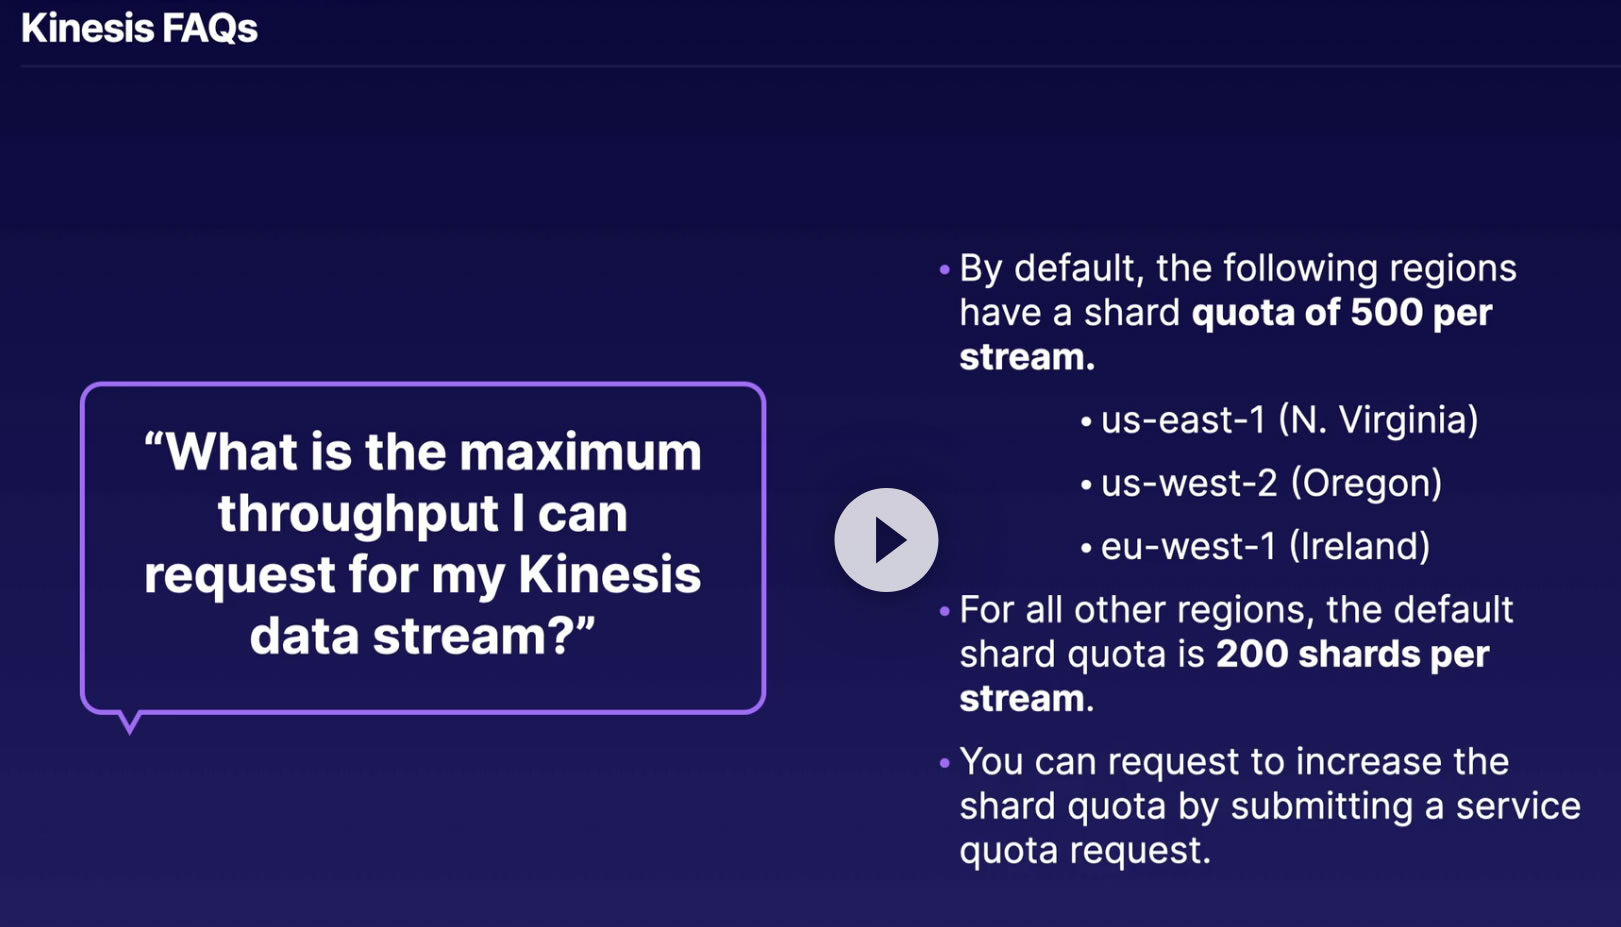 Kinesis FAQs
“What is the maximum
throughput I can
request for my Kinesis
data stream?”
• By default, the following regions
have a shard quota of 500 per
stream.
• us-east-1 (N. Virginia)
• us-west-2 (Oregon)
• eu-west-1 (Ireland)
• For all other regions, the default
shard quota is 200 shards per
stream.
• You can request to increase the
shard quota by submitting a service
quota request.